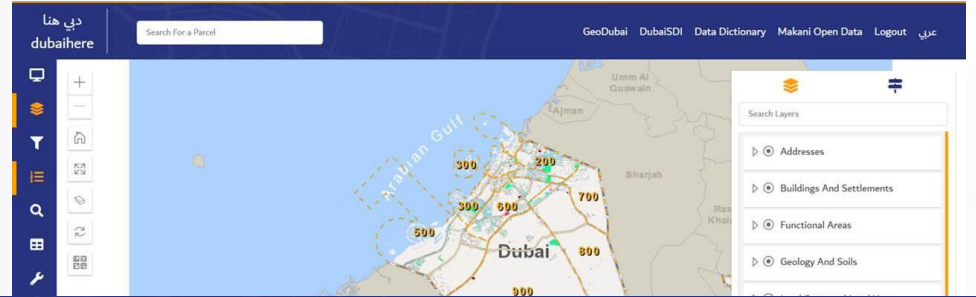 دبي هنا
dubaihere
Search For a Parcel
GeoDubai DubaiSDI Data Dictionary Makani Open Data Logout عربي
Umm Al
Quawain
Ajman
Arabian Gulf
300
200
Sharjah
700
300
600
500
Dubai
800
900
Search Layers
Addresses
Buildings And Settlements
Functional Areas
Geology And Soils